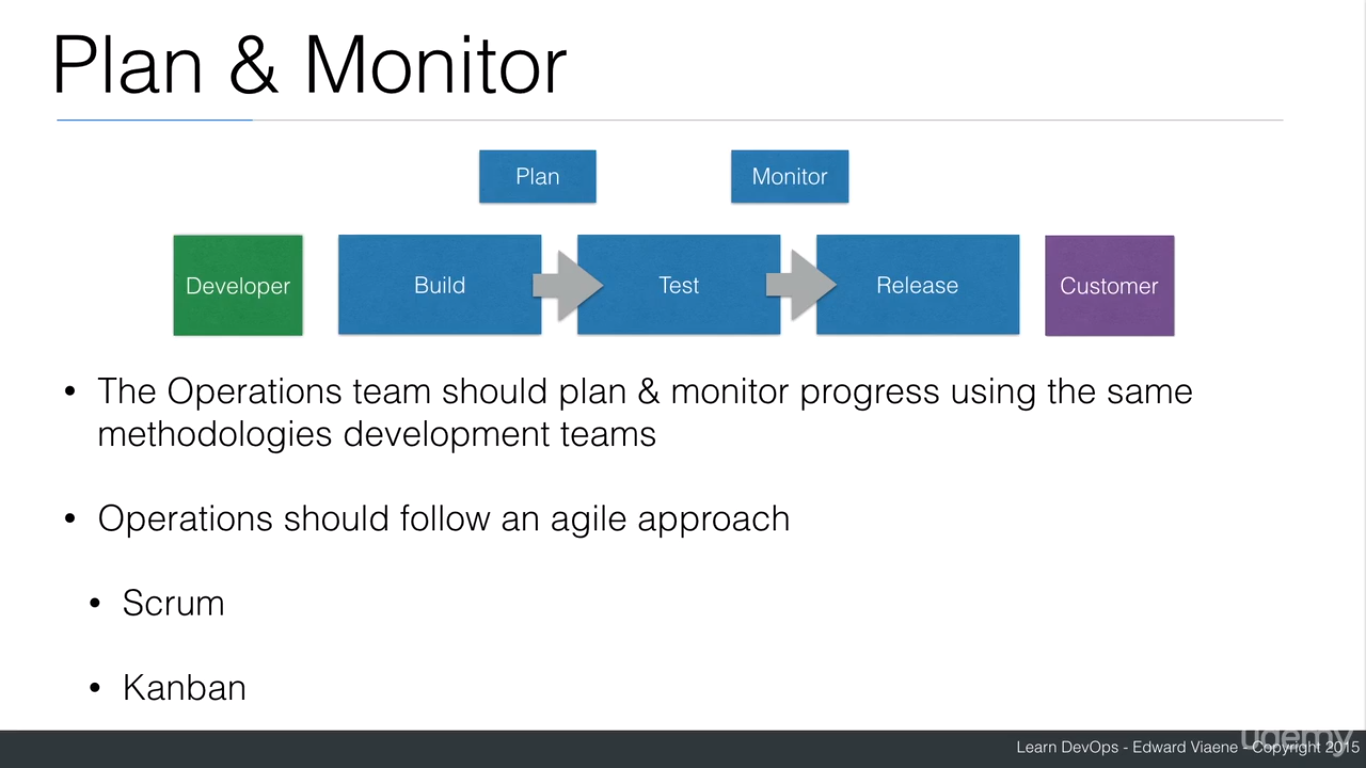 Plan & Monitor
Plan
Monitor
Developer
Build
Test
Release
Customer
• The Operations team should plan & monitor progress using the same
methodologies development teams
• Operations should follow an agile approach
• Scrum
• Kanban
Learn DevOps - Edward Viaene - Copyright 2015
udemy